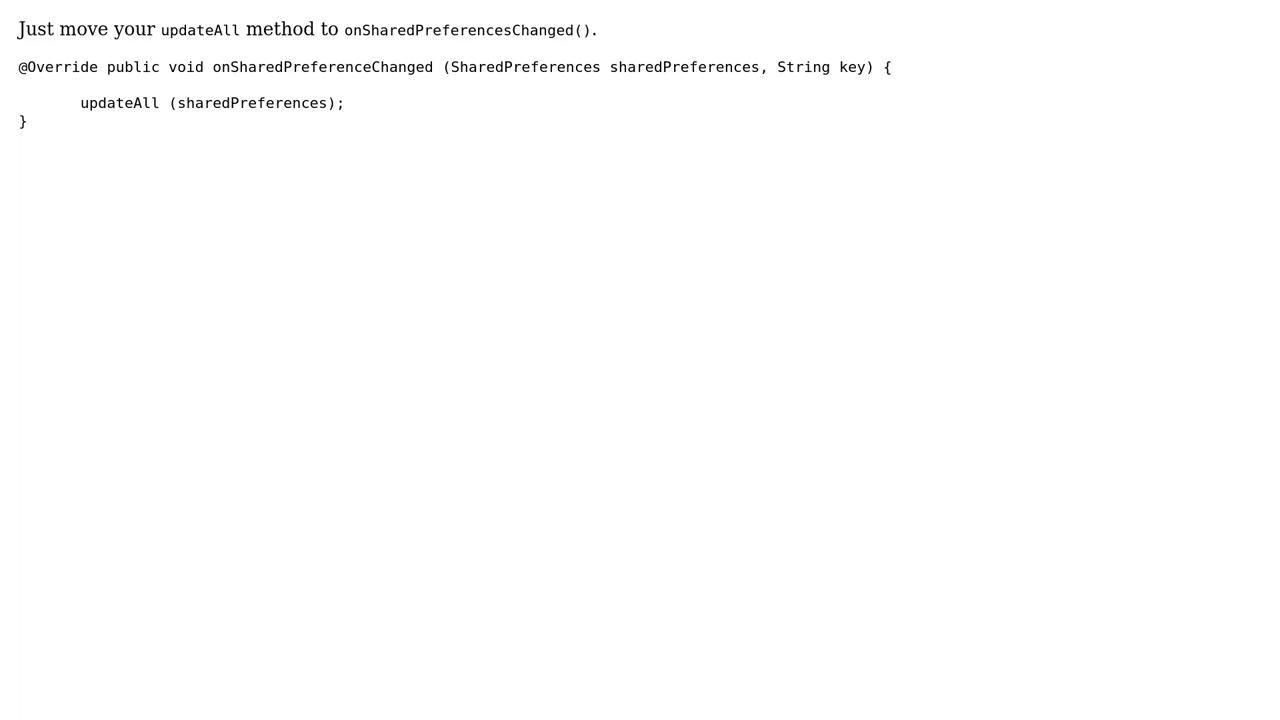 Just move your updateAll method to onSharedPreferencesChanged().
@Override public void onSharedPreferenceChanged (SharedPreferences sharedPreferences, String key) {
updateAll (sharedPreferences);
}